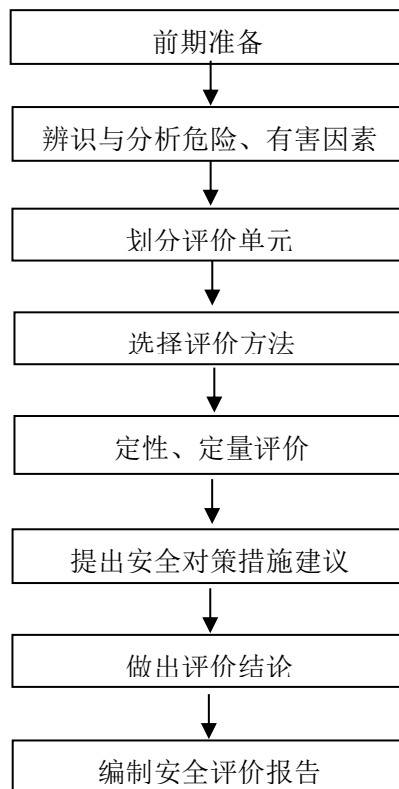 前期准备
辨识与分析危险、有害因素
划分评价单元
选择评价方法
定性、定量评价
提出安全对策措施建议
做出评价结论
编制安全评价报告